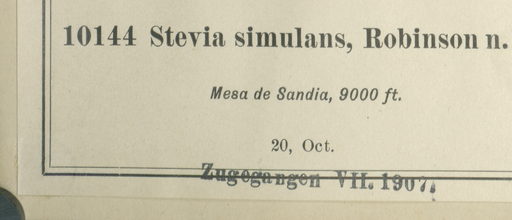 10144 Stevia simulans, Robinson n.
Mesa de Sandia, 9000 ft.
20, Oct.
Zugegangen VII. 1907.